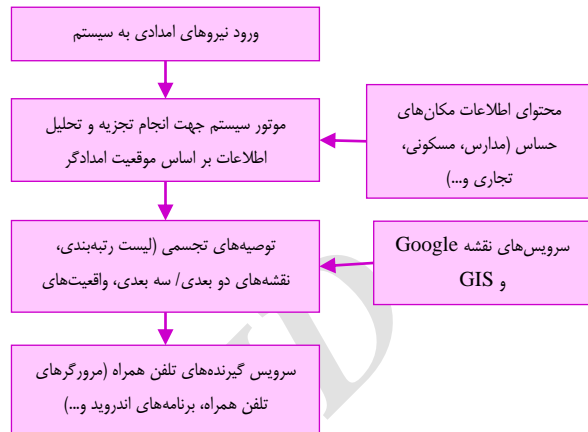 ورود نیروهای امدادی به سیستم
موتور سیستم جهت انجام تجزیه و تحلیل
اطلاعات بر اساس موقعیت امدادگر
محتوای اطلاعات مکان‌های
حساس (مدارس، مسکونی،
تجاری و...)
توصیه‌های تجسمی (لیست رتبه‌بندی،
نقشه‌های دو بعدی/ سه بعدی، واقعیت‌های
سرویس‌های نقشه Google
و GIS
سرویس گیرنده‌های تلفن همراه (مرورگرهای
تلفن همراه، برنامه‌های اندروید و...)